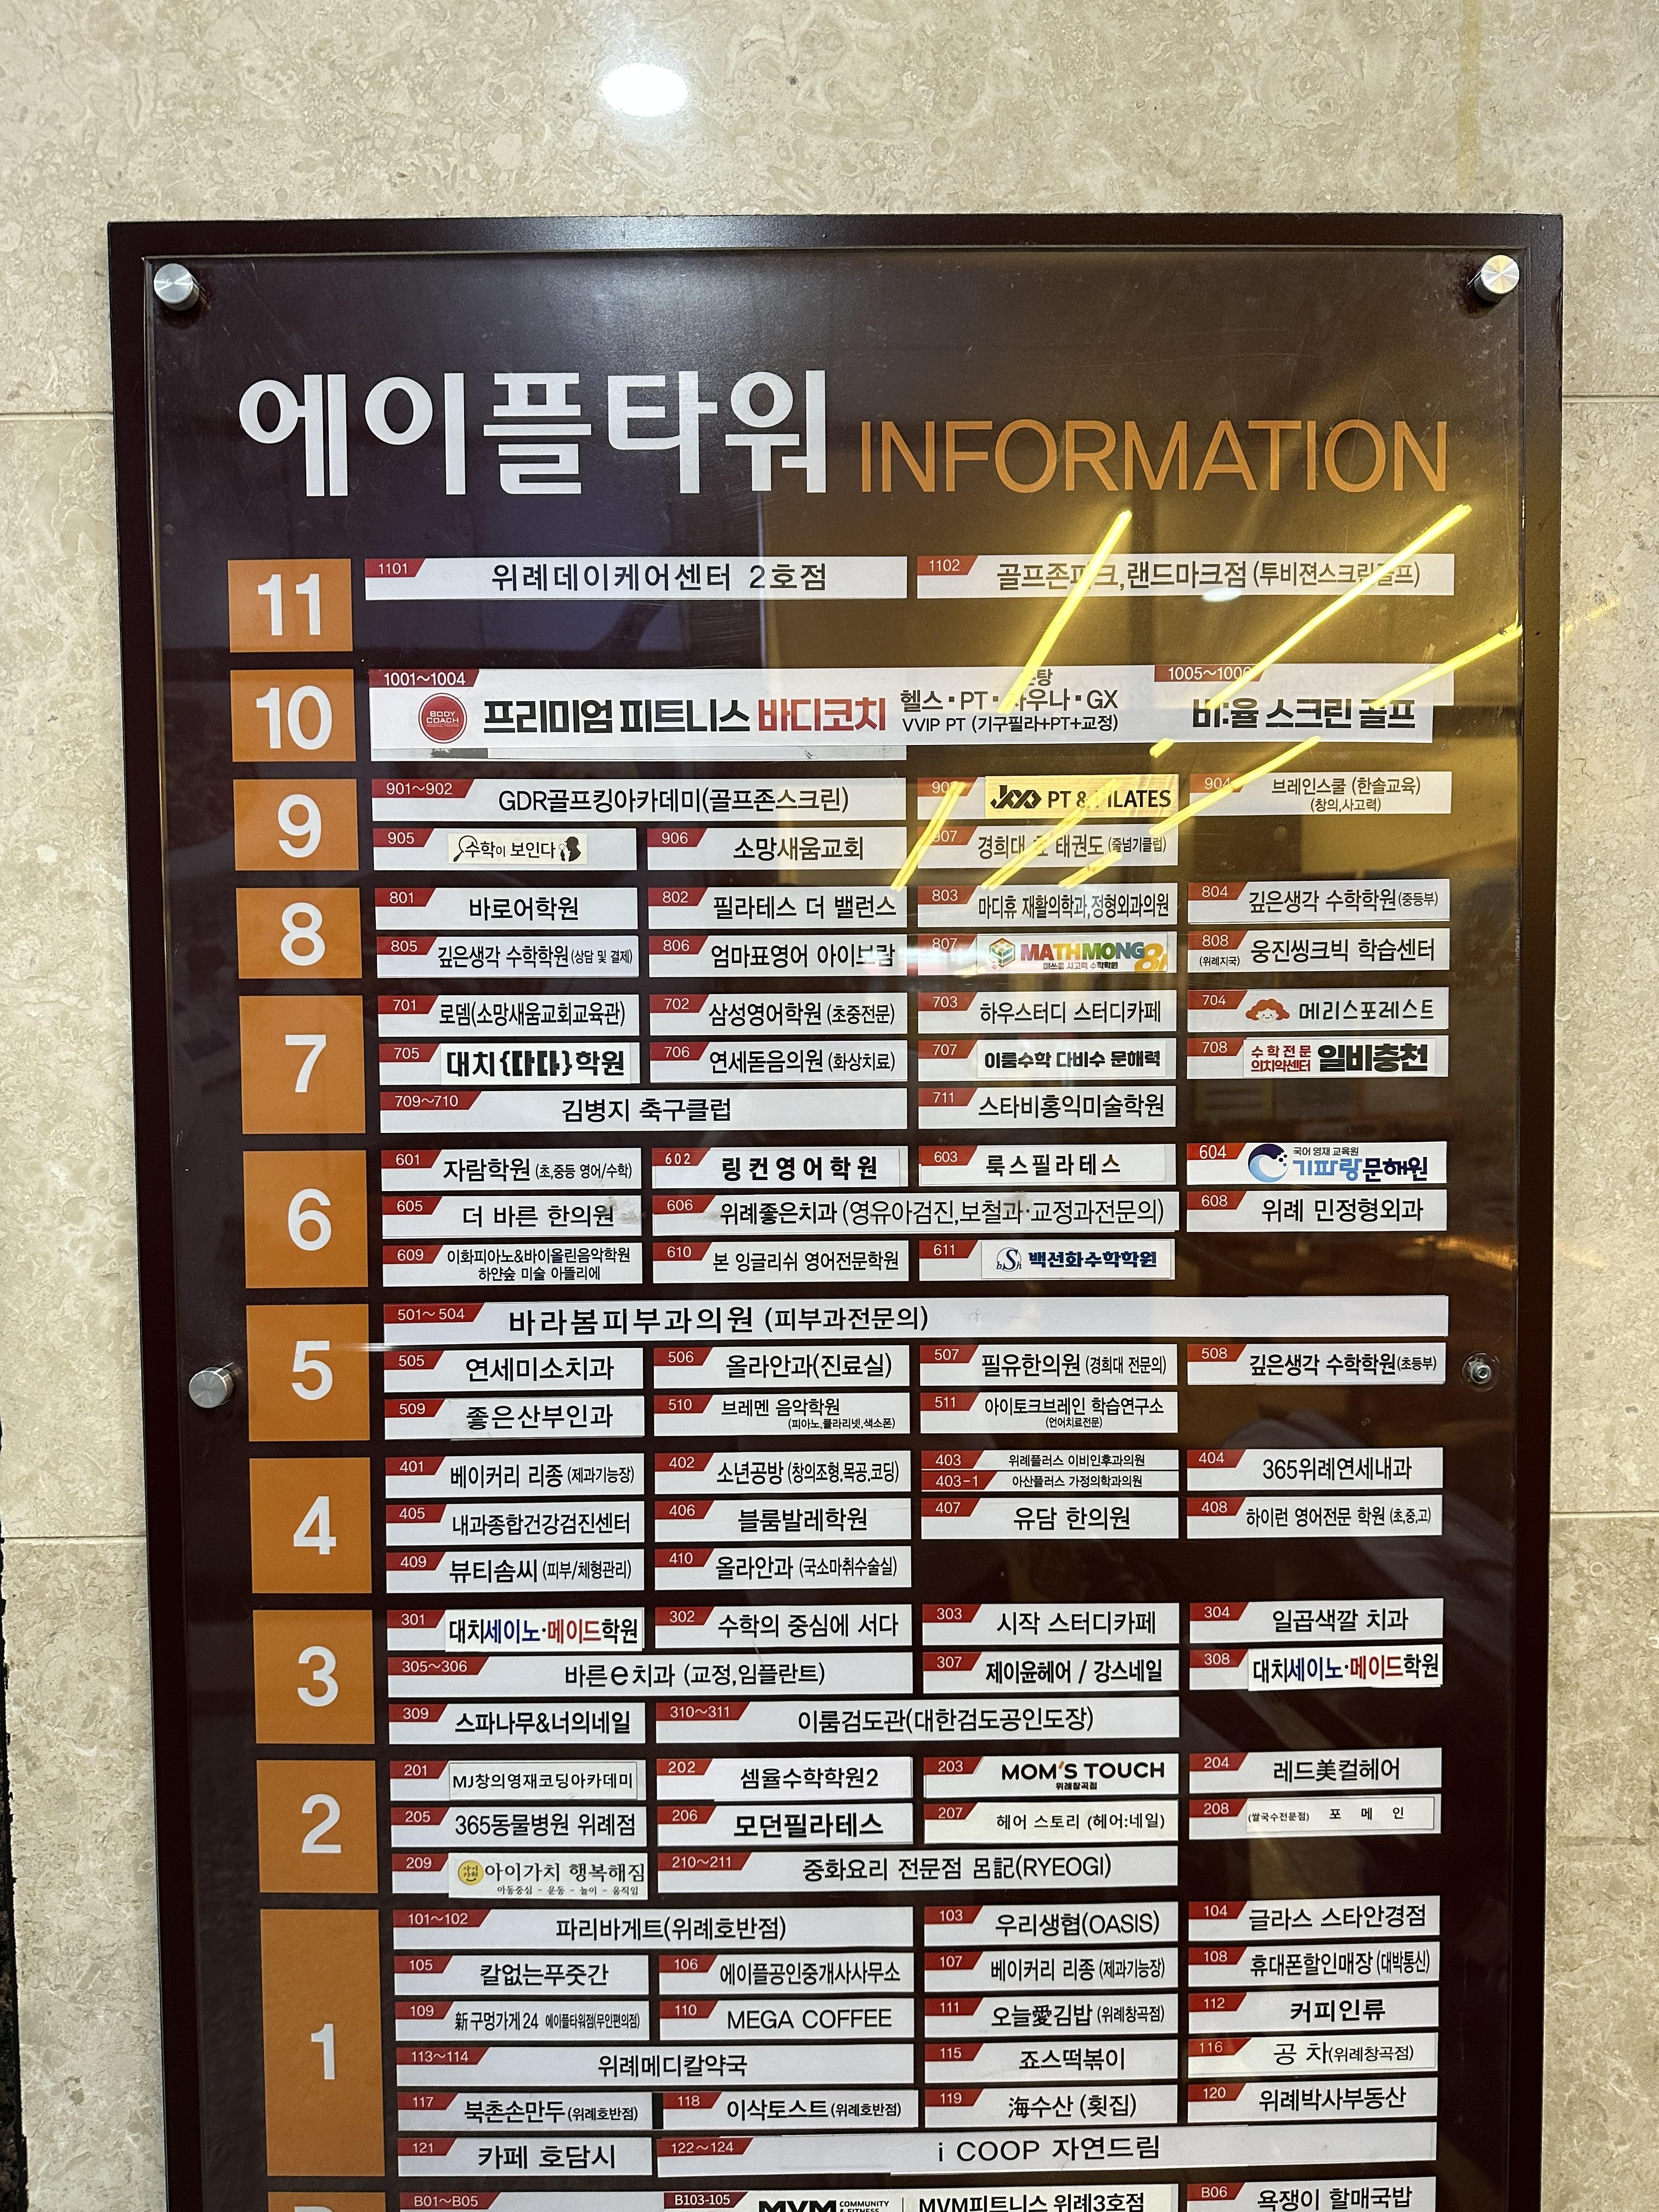 에이플타워 INFORMATION
11
1101 위례데이케어센터 2호점
1102 골프존파크,랜드마크점 (투비젼스크린골프)
10
1001~1004
BODY COACH
프리미엄 피트니스 바디코치
헬스·PT·사우나·GX
VVIP PT (기구필라+PT+교정)
1005~1006
비:율 스크린 골프
9
901~902 GDR골프킹아카데미(골프존스크린)
PT & PILATES
904 브레인스쿨 (한솔교육)
(창의,사고력)
905 수학이 보인다
906 소망새움교회
907 경희대 태권도 (줄넘기클럽)
8
801 바로어학원
802 필라테스 더 밸런스
803 마디휴 재활의학과,정형외과의원
804 깊은생각 수학학원(중등부)
805 깊은생각 수학학원 (상담 및 결제)
806 엄마표영어 아이보람
807 MATHMONG
매쓰몽 사고력 수학학원
808 (위례지국) 웅진씽크빅 학습센터
7
701 로뎀(소망새움교회교육관)
702 삼성영어학원 (초중전문)
703 하우스터디 스터디카페
704 메리스포레스트
705 대치{다다}학원
706 연세돋음의원 (화상치료)
707 이룸수학 다비수 문해력
708 수학전문
의치약센터 일비충천
709~710 김병지 축구클럽
711 스타비홍익미술학원
6
601 자람학원 (초,중등 영어/수학)
602 링컨영어학원
603 룩스필라테스
604 국어 영재 교육원
기파랑문해원
605 더 바른 한의원
606 위례좋은치과 (영유아검진,보철과·교정과전문의)
608 위례 민정형외과
609 이화피아노&바이올린음악학원
하얀숲 미술 아뜰리에
610 본 잉글리쉬 영어전문학원
611 bSh 백선화수학학원
5
501~504 바라봄피부과의원 (피부과전문의)
505 연세미소치과
506 올라안과(진료실)
507 필유한의원 (경희대 전문의)
508 깊은생각 수학학원(초등부)
509 좋은산부인과
510 브레멘 음악학원
(피아노,클라리넷,색소폰)
511 아이토크브레인 학습연구소
(언어치료전문)
4
401 베이커리 리종 (제과기능장)
402 소년공방 (창의조형,목공,코딩)
403 위례플러스 이비인후과의원
403-1 아산플러스 가정의학과의원
404 365위례연세내과
405 내과종합건강검진센터
406 블룸발레학원
407 유담 한의원
408 하이런 영어전문 학원 (초,중,고)
409 뷰티솜씨 (피부/체형관리)
410 올라안과 (국소마취수술실)
3
301 대치세이노·메이드학원
302 수학의 중심에 서다
303 시작 스터디카페
304 일곱색깔 치과
305~306 바른e치과 (교정,임플란트)
307 제이윤헤어 / 강스네일
308 대치세이노·메이드학원
309 스파나무&너의네일
310~311 이룸검도관(대한검도공인도장)
2
201 MJ창의영재코딩아카데미
202 셈율수학학원2
203 MOM'S TOUCH
위례창곡점
204 레드美컬헤어
205 365동물병원 위례점
206 모던필라테스
207 헤어 스토리 (헤어:네일)
208 (쌀국수전문점) 포 메 인
209 아이가치 행복해짐
아동중심 - 운동 - 놀이 - 움직임
210~211 중화요리 전문점 呂記(RYEOGI)
1
101~102 파리바게트(위례호반점)
103 우리생협(OASIS)
104 글라스 스타안경점
105 칼없는푸줏간
106 에이플공인중개사사무소
107 베이커리 리종 (제과기능장)
108 휴대폰할인매장 (대박통신)
109 新 구멍가게 24 에이플타워점(무인편의점)
110 MEGA COFFEE
111 오늘愛김밥 (위례창곡점)
112 커피인류
113~114 위례메디칼약국
115 죠스떡볶이
116 공 차(위례창곡점)
117 북촌손만두 (위례호반점)
118 이삭토스트 (위례호반점)
119 海수산 (횟집)
120 위례박사부동산
121 카페 호담시
122~124 i COOP 자연드림
B01~B05
B103-105 MVM COMMUNITY & FITNESS MVM피트니스 위례3호점
B06 욕쟁이 할매국밥